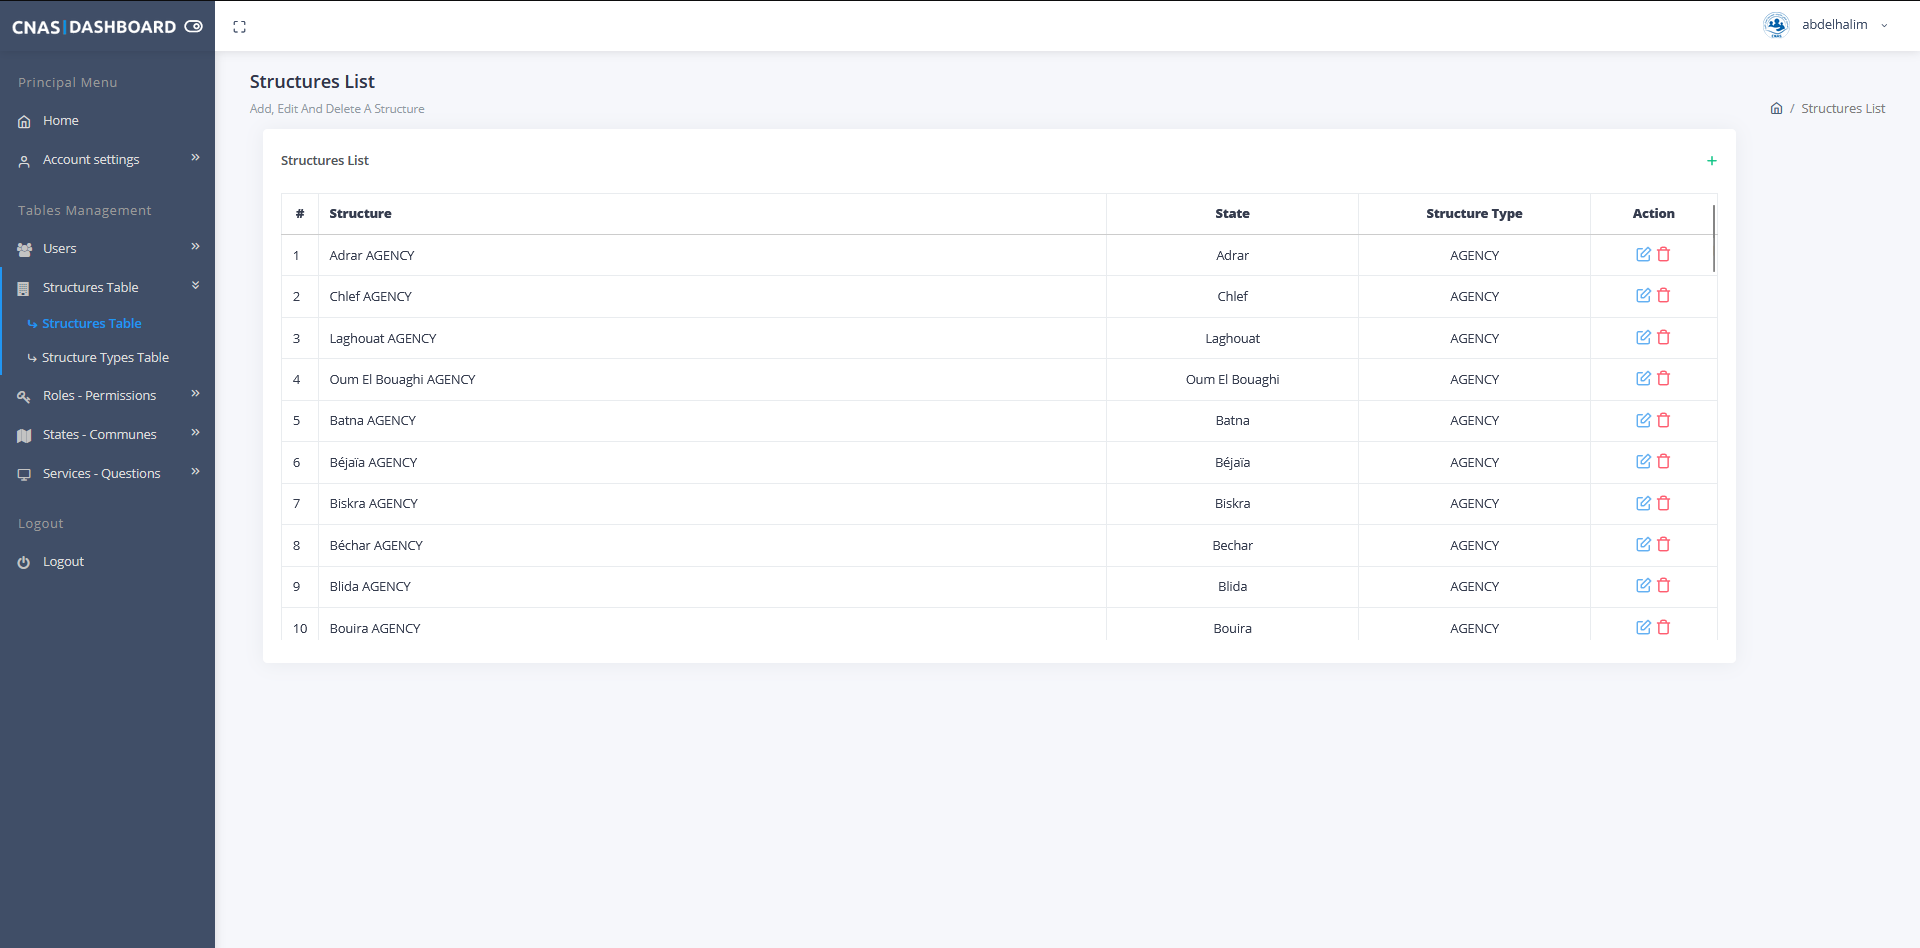 CNAS|DASHBOARD
abdelhalim
Principal Menu
Home
Account settings
Tables Management
Users
Structures Table
Structures Table
Structure Types Table
Roles - Permissions
States - Communes
Services - Questions
Logout
Logout
Structures List
Add, Edit And Delete A Structure
/ Structures List
Structures List
# Structure State Structure Type Action
1 Adrar AGENCY Adrar AGENCY
2 Chlef AGENCY Chlef AGENCY
3 Laghouat AGENCY Laghouat AGENCY
4 Oum El Bouaghi AGENCY Oum El Bouaghi AGENCY
5 Batna AGENCY Batna AGENCY
6 Béjaïa AGENCY Béjaïa AGENCY
7 Biskra AGENCY Biskra AGENCY
8 Béchar AGENCY Bechar AGENCY
9 Blida AGENCY Blida AGENCY
10 Bouira AGENCY Bouira AGENCY